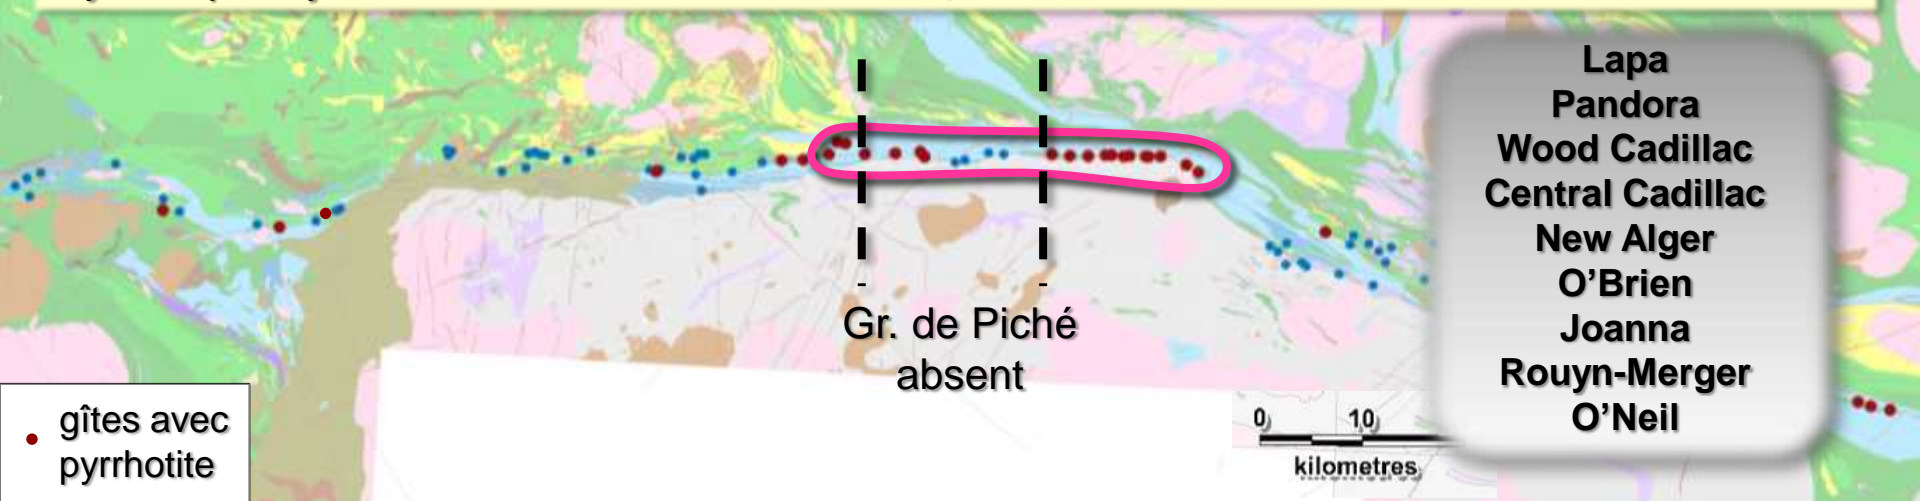 Lapa
Pandora
Wood Cadillac
Central Cadillac
New Alger
O'Brien
Joanna
Rouyn-Merger
O'Neil
Gr. de Piché
absent
gîtes avec
pyrrhotite
0 10
kilometres